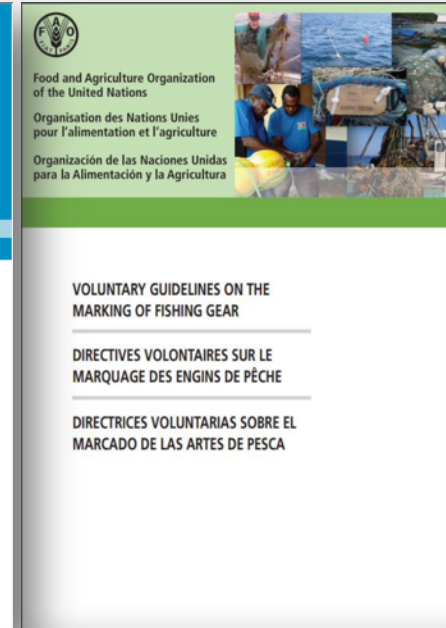 FAO
FIAT PANIS
Food and Agriculture Organization
of the United Nations
Organisation des Nations Unies
pour l'alimentation et l'agriculture
Organización de las Naciones Unidas
para la Alimentación y la Agricultura
VOLUNTARY GUIDELINES ON THE
MARKING OF FISHING GEAR
DIRECTIVES VOLONTAIRES SUR LE
MARQUAGE DES ENGINS DE PÊCHE
DIRECTRICES VOLUNTARIAS SOBRE EL
MARCADO DE LAS ARTES DE PESCA